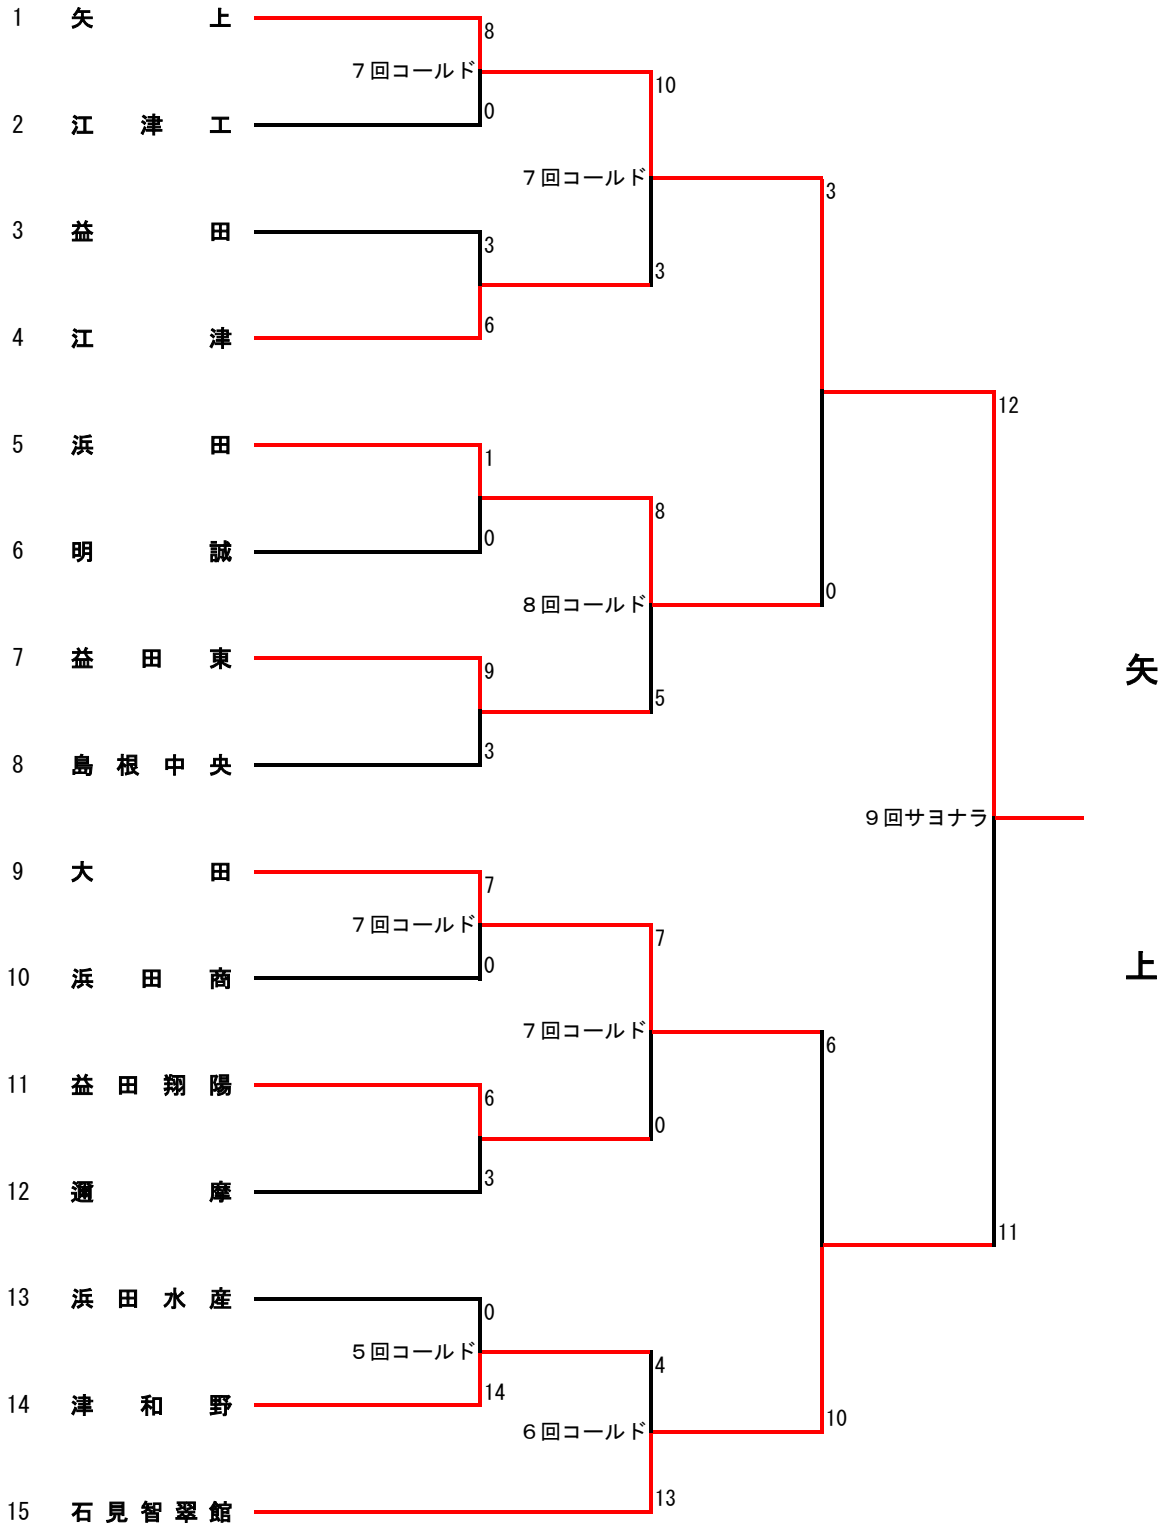 1 矢上
8
7回コールド
10
0
2 江津工
7回コールド
3
3 益田
3
3
6
4 江津
12
5 浜田
1
8
0
6 明誠
8回コールド
0
7 益田東
9
5
3
8 島根中央
矢上
9回サヨナラ
9 大田
7
7回コールド
7
0
10 浜田商
7回コールド
6
11 益田翔陽
6
0
3
12 邇摩
11
13 浜田水産
0
5回コールド
4
14
14 津和野
10
6回コールド
13
15 石見智翠館